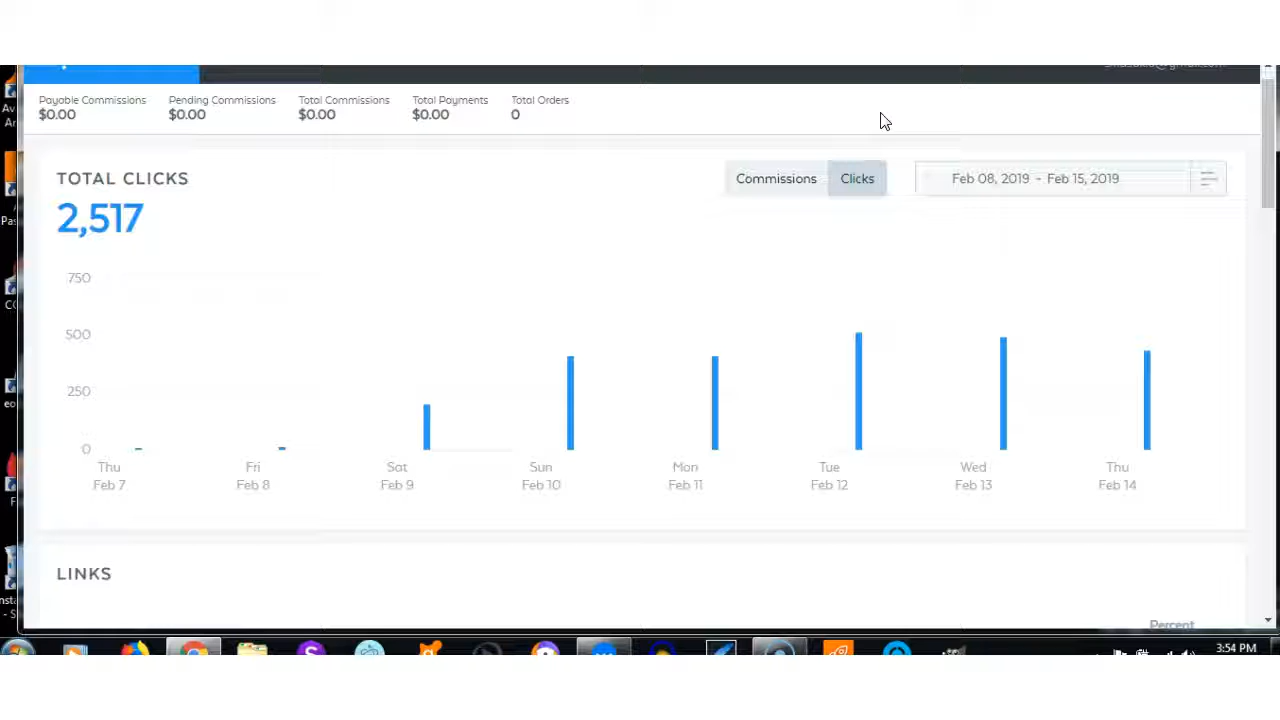 Payable Commissions Pending Commissions Total Commissions Total Payments Total Orders
$0.00 $0.00 $0.00 $0.00 0
TOTAL CLICKS
Commissions Clicks Feb 08, 2019 - Feb 15, 2019
2,517
750
500
250
0
Thu Fri Sat Sun Mon Tue Wed Thu
Feb 7 Feb 8 Feb 9 Feb 10 Feb 11 Feb 12 Feb 13 Feb 14
LINKS
Percent
3:54 PM